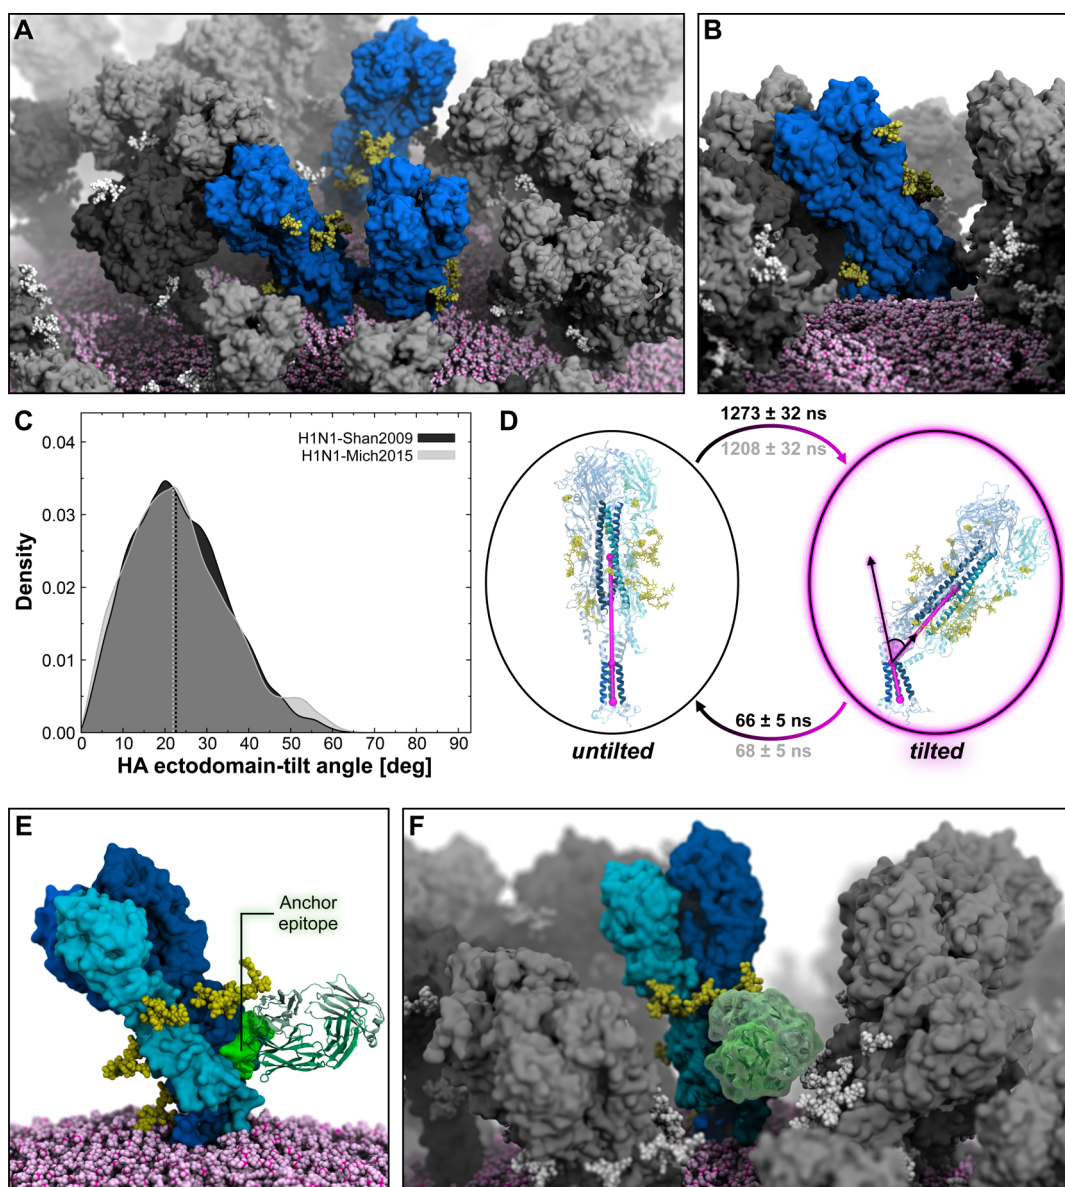 A
B
C
H1N1-Shan2009
H1N1-Mich2015
0.04
0.03
0.02
0.01
0.00
Density
0 10 20 30 40 50 60 70 80 90
HA ectodomain-tilt angle [deg]
D
1273 ± 32 ns
1208 ± 32 ns
66 ± 5 ns
68 ± 5 ns
untilted
tilted
E
Anchor
epitope
F